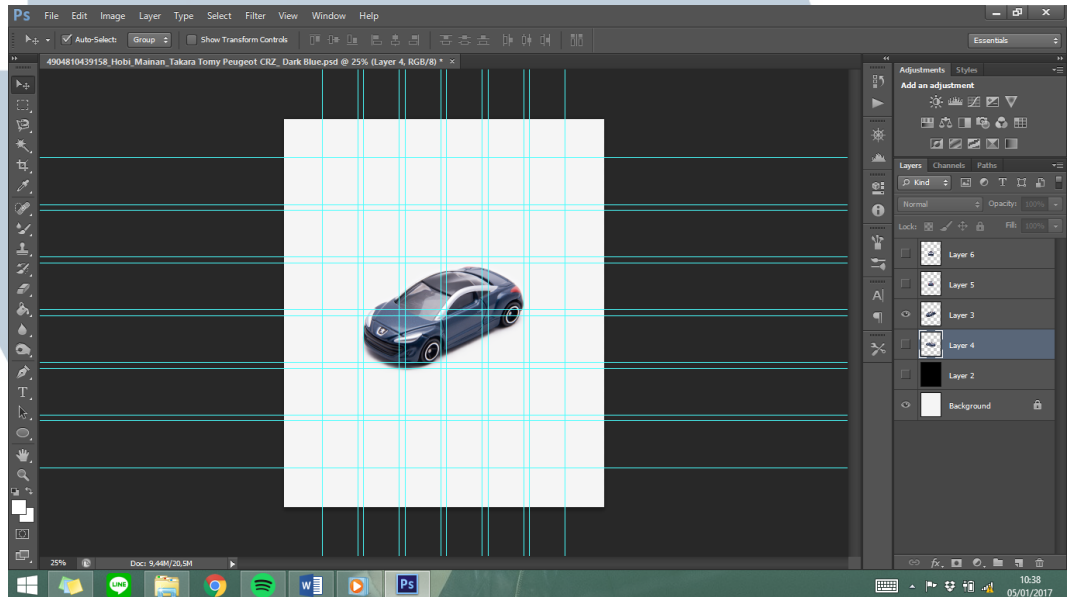 Ps File Edit Image Layer Type Select Filter View Window Help
Auto-Select: Group Show Transform Controls Essentials
4904810439158_Hobi_Mainan_Takara Tomy Peugeot CRZ_ Dark Blue.psd @ 25% (Layer 4, RGB/8) * ×
Adjustments Styles
Add an adjustment
Layers Channels Paths
Kind
Normal Opacity: 100%
Lock: Fill: 100%
Layer 6
Layer 5
Layer 3
Layer 4
Layer 2
Background
25% Doc: 9,44M/20,5M
LINE W Ps 10:38
05/01/2017